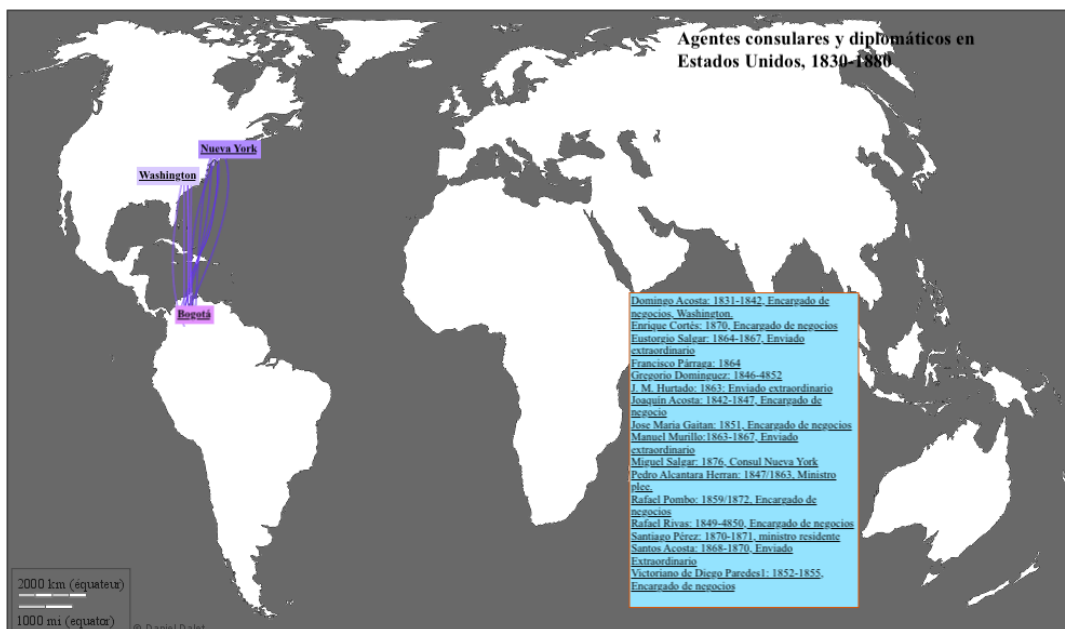 Agentes consulares y diplomáticos en
Estados Unidos, 1830-1880
Nueva York
Washington
Bogotá
Domingo Acosta: 1831-1842, Encargado de
negocios, Washington.
Enrique Cortés: 1870, Encargado de negocios
Eustorgio Salgar: 1864-1867, Enviado
extraordinario
Francisco Párraga: 1864
Gregorio Dominguez: 1846-4852
J. M. Hurtado: 1863: Enviado extraordinario
Joaquín Acosta: 1842-1847, Encargado de
negocio
Jose Maria Gaitan: 1851, Encargado de negocios
Manuel Murillo:1863-1867, Enviado
extraordinario
Miguel Salgar: 1876, Consul Nueva York
Pedro Alcantara Herran: 1847/1863, Ministro
plee.
Rafael Pombo: 1859/1872, Encargado de
negocios
Rafael Rivas: 1849-4850, Encargado de negocios
Santiago Pérez: 1870-1871, ministro residente
Santos Acosta: 1868-1870, Enviado
Extraordinario
Victoriano de Diego Paredes1: 1852-1855,
Encargado de negocios
2000 km (équateur)
1000 mi (equator)
© Daniel Dalet